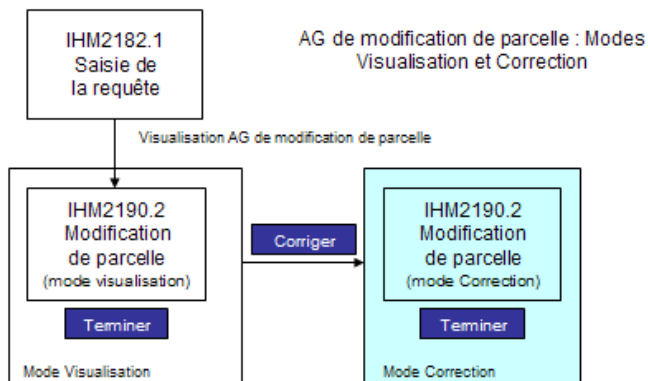 IHM2182.1
Saisie de
la requête
AG de modification de parcelle : Modes
Visualisation et Correction
Visualisation AG de modification de parcelle
IHM2190.2
Modification
de parcelle
(mode visualisation)
Terminer
Mode Visualisation
Corriger
IHM2190.2
Modification
de parcelle
(mode Correction)
Terminer
Mode Correction